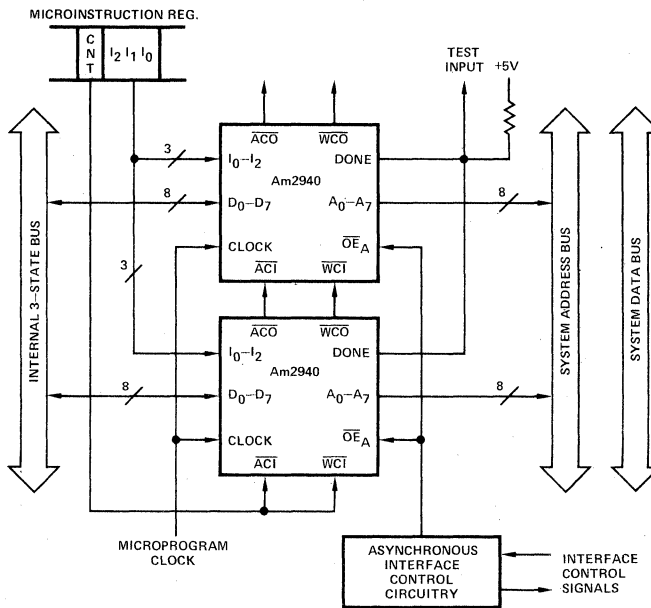 MICROINSTRUCTION REG.
CNT
I2 I1 I0
TEST INPUT
+5V
ACO
WCO
3
I0–I2
DONE
Am2940
8
D0–D7
A0–A7
8
CLOCK
OEA
ACI
WCI
3
ACO
WCO
I0–I2
DONE
Am2940
8
D0–D7
A0–A7
8
CLOCK
OEA
ACI
WCI
INTERNAL 3–STATE BUS
SYSTEM ADDRESS BUS
SYSTEM DATA BUS
MICROPROGRAM
CLOCK
ASYNCHRONOUS
INTERFACE
CONTROL
CIRCUITRY
INTERFACE
CONTROL
SIGNALS